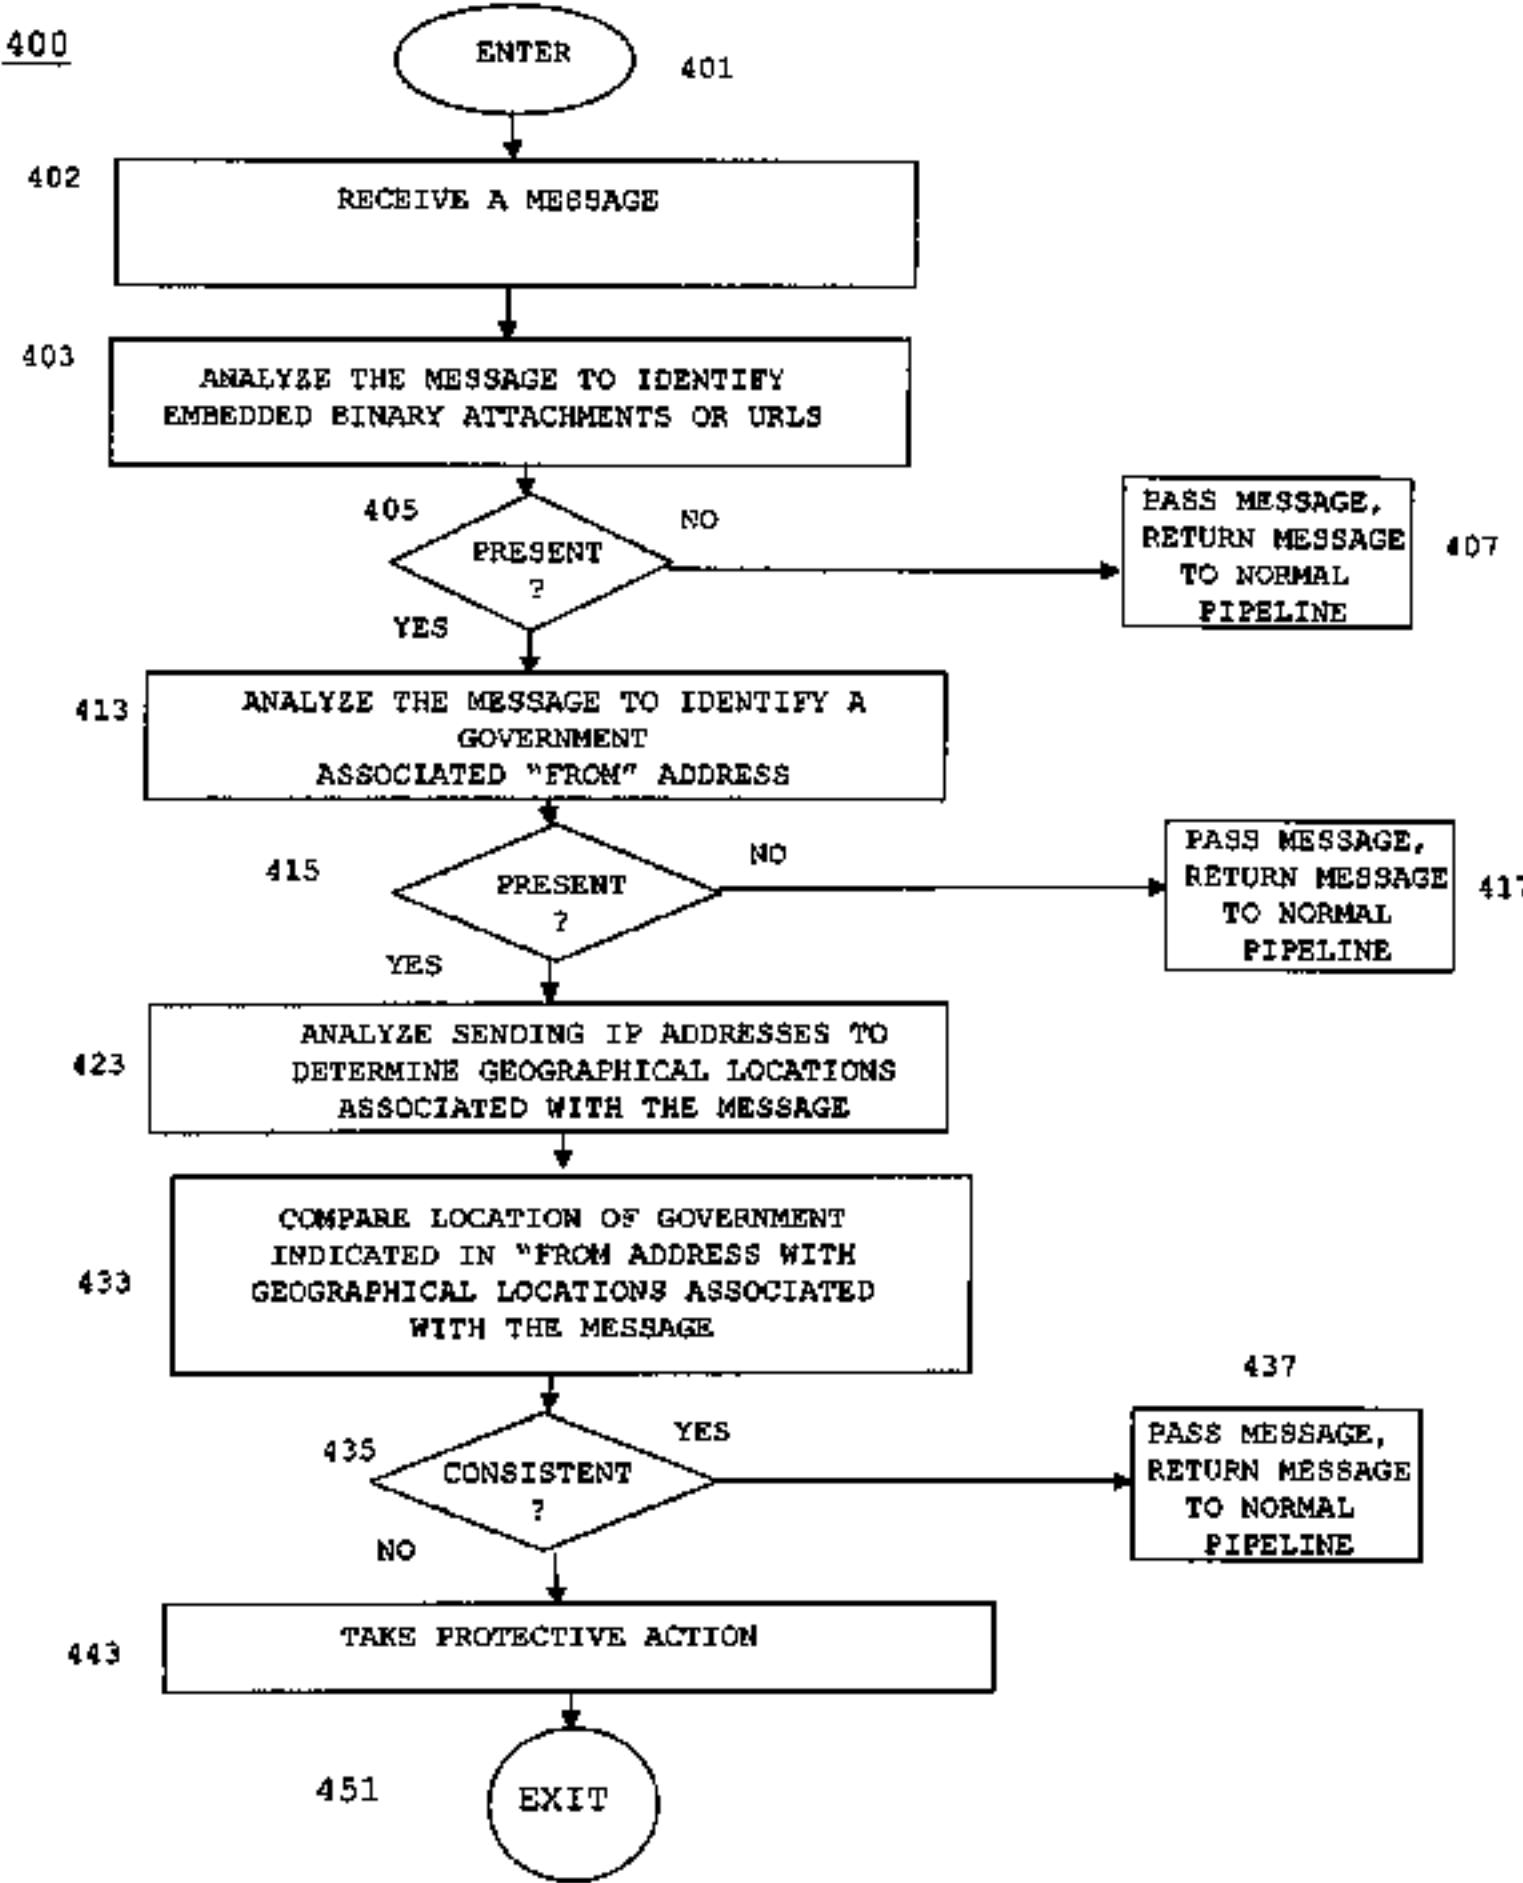 400
ENTER
401
402
RECEIVE A MESSAGE
403
ANALYZE THE MESSAGE TO IDENTIFY
EMBEDDED BINARY ATTACHMENTS OR URLS
405
NO
PRESENT
?
YES
PASS MESSAGE,
RETURN MESSAGE
TO NORMAL
PIPELINE
407
413
ANALYZE THE MESSAGE TO IDENTIFY A
GOVERNMENT
ASSOCIATED "FROM" ADDRESS
415
NO
PRESENT
?
YES
PASS MESSAGE,
RETURN MESSAGE
TO NORMAL
PIPELINE
417
423
ANALYZE SENDING IP ADDRESSES TO
DETERMINE GEOGRAPHICAL LOCATIONS
ASSOCIATED WITH THE MESSAGE
433
COMPARE LOCATION OF GOVERNMENT
INDICATED IN "FROM ADDRESS WITH
GEOGRAPHICAL LOCATIONS ASSOCIATED
WITH THE MESSAGE
435
YES
CONSISTENT
?
NO
437
PASS MESSAGE,
RETURN MESSAGE
TO NORMAL
PIPELINE
443
TAKE PROTECTIVE ACTION
451
EXIT